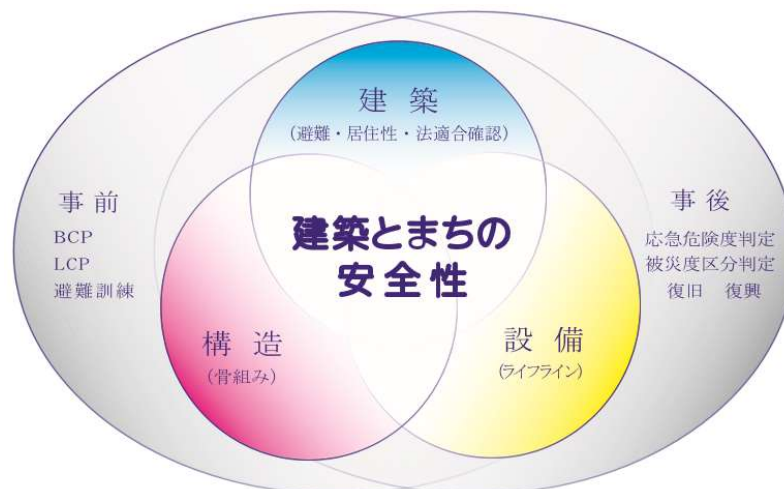 建築
(避難・居住性・法適合確認)
事前
BCP
LCP
避難訓練
建築とまちの
安全性
事後
応急危険度判定
被災度区分判定
復旧 復興
構造
(骨組み)
設備
(ライフライン)